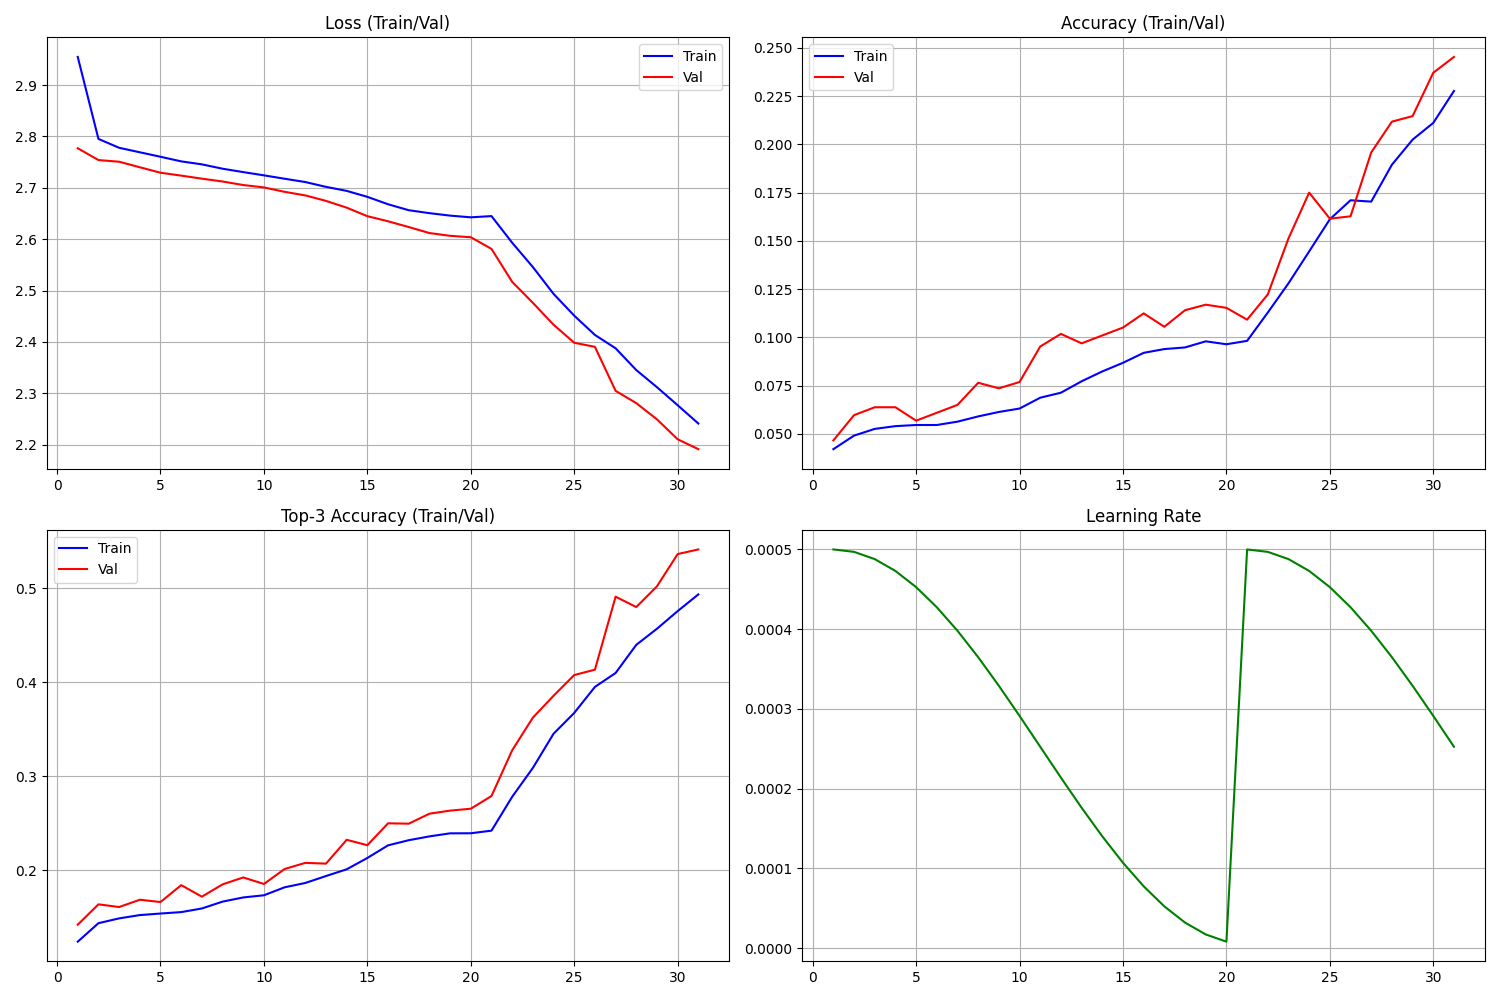 Loss (Train/Val)
Train
Val
2.9
2.8
2.7
2.6
2.5
2.4
2.3
2.2
0 5 10 15 20 25 30
Accuracy (Train/Val)
Train
Val
0.250
0.225
0.200
0.175
0.150
0.125
0.100
0.075
0.050
0 5 10 15 20 25 30
Top-3 Accuracy (Train/Val)
Train
Val
0.5
0.4
0.3
0.2
0 5 10 15 20 25 30
Learning Rate
0.0005
0.0004
0.0003
0.0002
0.0001
0.0000
0 5 10 15 20 25 30